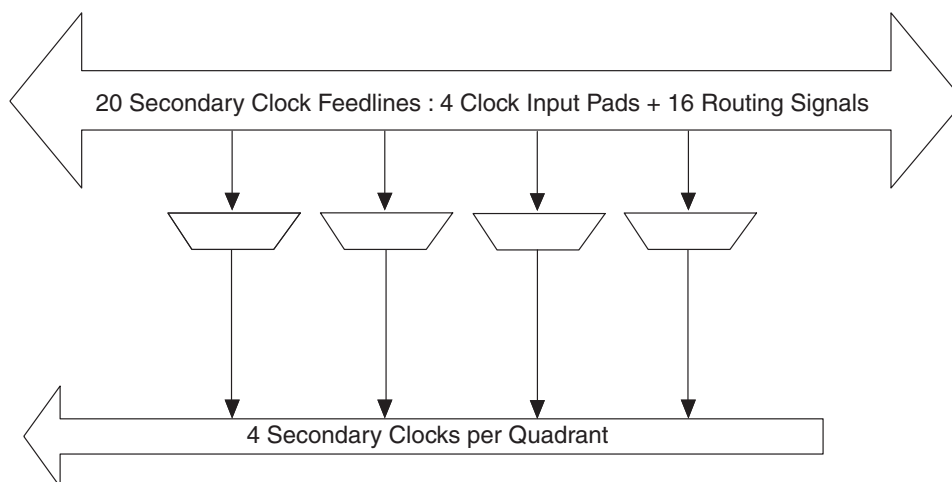 20 Secondary Clock Feedlines : 4 Clock Input Pads + 16 Routing Signals
4 Secondary Clocks per Quadrant